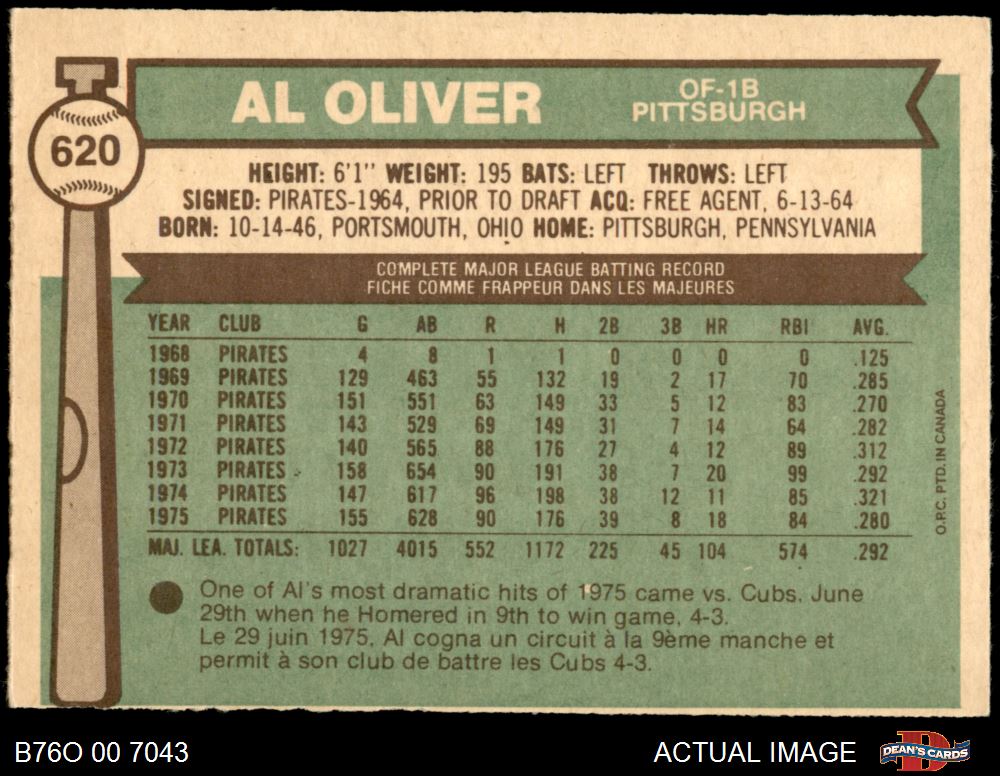 620
AL OLIVER
OF-1B
PITTSBURGH
HEIGHT: 6'1" WEIGHT: 195 BATS: LEFT THROWS: LEFT
SIGNED: PIRATES-1964, PRIOR TO DRAFT ACQ: FREE AGENT, 6-13-64
BORN: 10-14-46, PORTSMOUTH, OHIO HOME: PITTSBURGH, PENNSYLVANIA
COMPLETE MAJOR LEAGUE BATTING RECORD
FICHE COMME FRAPPEUR DANS LES MAJEURES
YEAR CLUB G AB R H 2B 3B HR RBI AVG.
1968 PIRATES 4 8 1 1 0 0 0 0 .125
1969 PIRATES 129 463 55 132 19 2 17 70 .285
1970 PIRATES 151 551 63 149 33 5 12 83 .270
1971 PIRATES 143 529 69 149 31 7 14 64 .282
1972 PIRATES 140 565 88 176 27 4 12 89 .312
1973 PIRATES 158 654 90 191 38 7 20 99 .292
1974 PIRATES 147 617 96 198 38 12 11 85 .321
1975 PIRATES 155 628 90 176 39 8 18 84 .280
MAJ. LEA. TOTALS: 1027 4015 552 1172 225 45 104 574 .292
One of Al's most dramatic hits of 1975 came vs. Cubs. June
29th when he Homered in 9th to win game, 4-3.
Le 29 juin 1975, Al cogna un circuit à la 9ème manche et
permit à son club de battre les Cubs 4-3.
O.P.C. PTD. IN CANADA
B76O 00 7043
ACTUAL IMAGE
DEAN'S CARDS